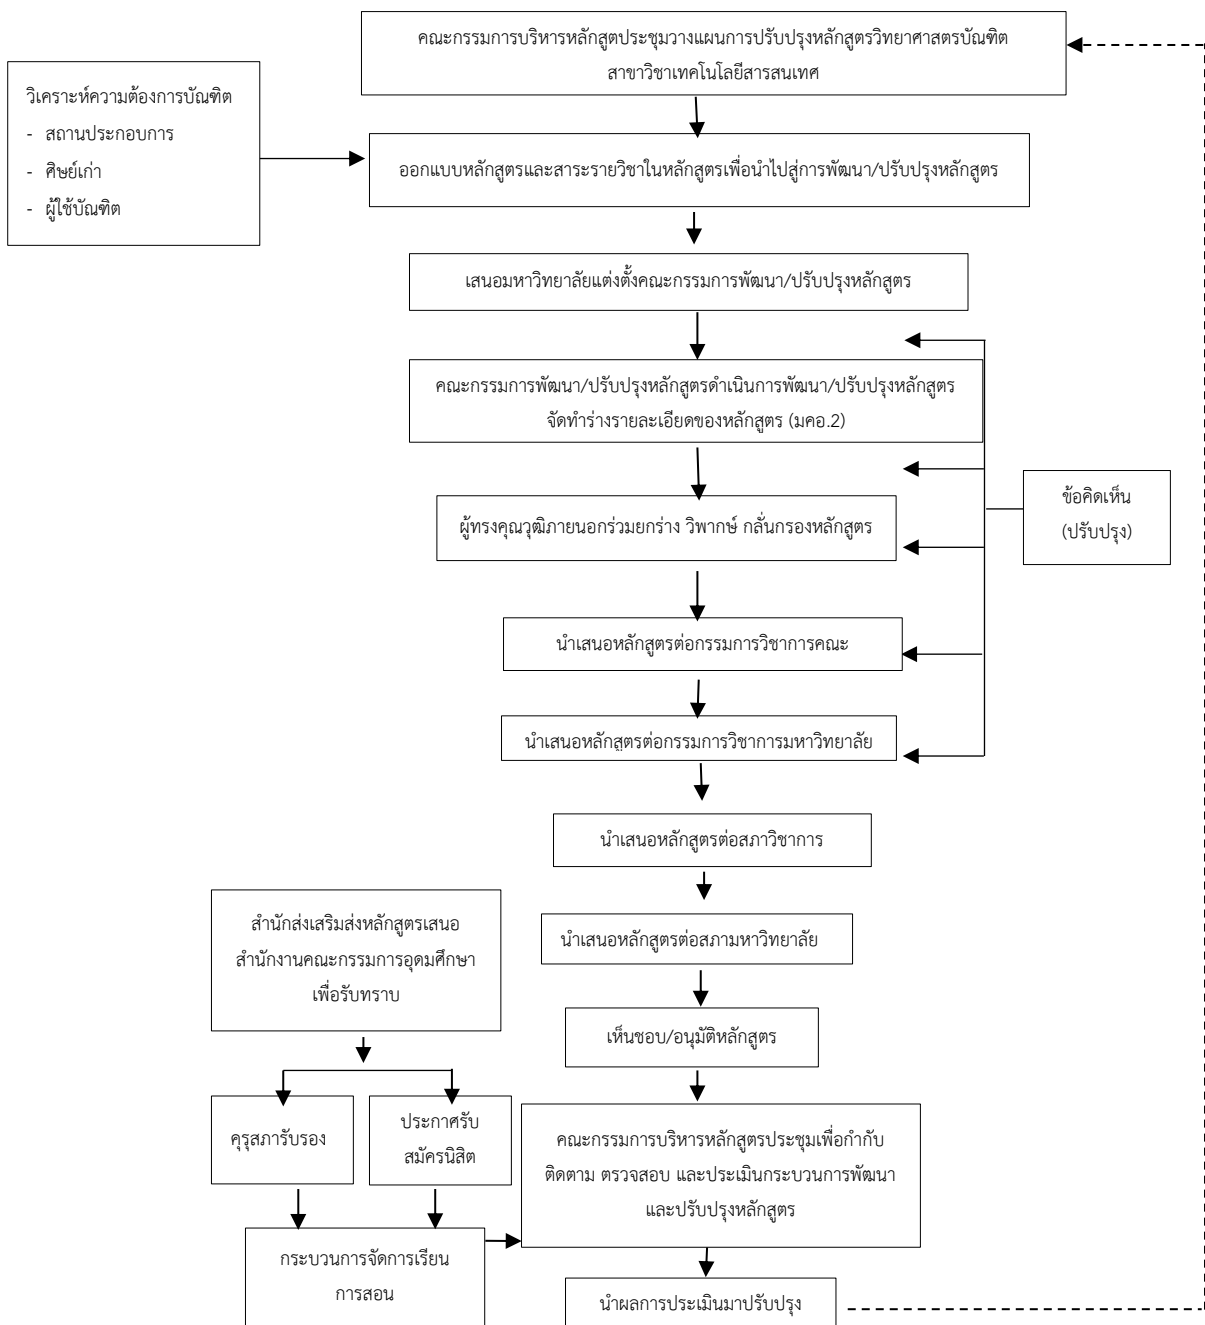 คณะกรรมการบริหารหลักสูตประชุมวางแผนการปรับปรุงหลักสูตรวิทยาศาสตรบัณฑิต
สาขาวิชาเทคโนโลยีสารสนเทศ
วิเคราะห์ความต้องการบัณฑิต
- สถานประกอบการ
- ศิษย์เก่า
- ผู้ใช้บัณฑิต
ออกแบบหลักสูตรและสาระรายวิชาในหลักสูตรเพื่อนำไปสู่การพัฒนา/ปรับปรุงหลักสูตร
เสนอมหาวิทยาลัยแต่งตั้งคณะกรรมการพัฒนา/ปรับปรุงหลักสูตร
คณะกรรมการพัฒนา/ปรับปรุงหลักสูตรดำเนินการพัฒนา/ปรับปรุงหลักสูตร
จัดทำร่างรายละเอียดของหลักสูตร (มคอ.2)
ข้อคิดเห็น
(ปรับปรุง)
ผู้ทรงคุณวุฒิภายนอกร่วมยกร่าง วิพากษ์ กลั่นกรองหลักสูตร
นำเสนอหลักสูตรต่อกรรมการวิชาการคณะ
นำเสนอหลักสูตรต่อกรรมการวิชาการมหาวิทยาลัย
นำเสนอหลักสูตรต่อสภาวิชาการ
นำเสนอหลักสูตรต่อสภามหาวิทยาลัย
เห็นชอบ/อนุมัติหลักสูตร
สำนักส่งเสริมส่งหลักสูตรเสนอ
สำนักงานคณะกรรมการอุดมศึกษา
เพื่อรับทราบ
คุรุสภารับรอง
ประกาศรับ
สมัครนิสิต
กระบวนการจัดการเรียน
การสอน
คณะกรรมการบริหารหลักสูตรประชุมเพื่อกำกับ
ติดตาม ตรวจสอบ และประเมินกระบวนการพัฒนา
และปรับปรุงหลักสูตร
นำผลการประเมินมาปรับปรุง